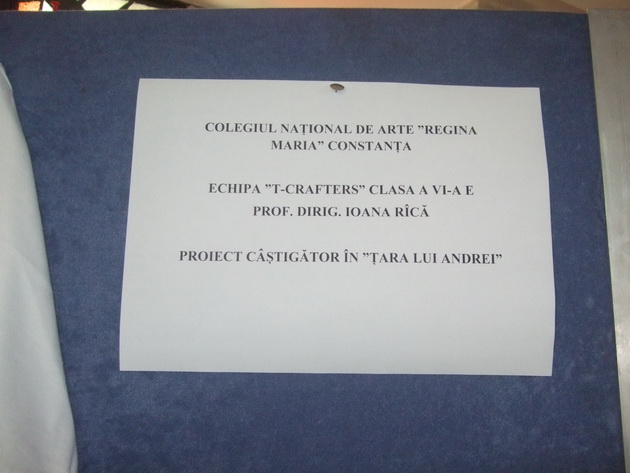 COLEGIUL NAȚIONAL DE ARTE ”REGINA
MARIA” CONSTANȚA
ECHIPA ”T-CRAFTERS” CLASA A VI-A E
PROF. DIRIG. IOANA RÎCĂ
PROIECT CÂȘTIGĂTOR ÎN ”ȚARA LUI ANDREI”